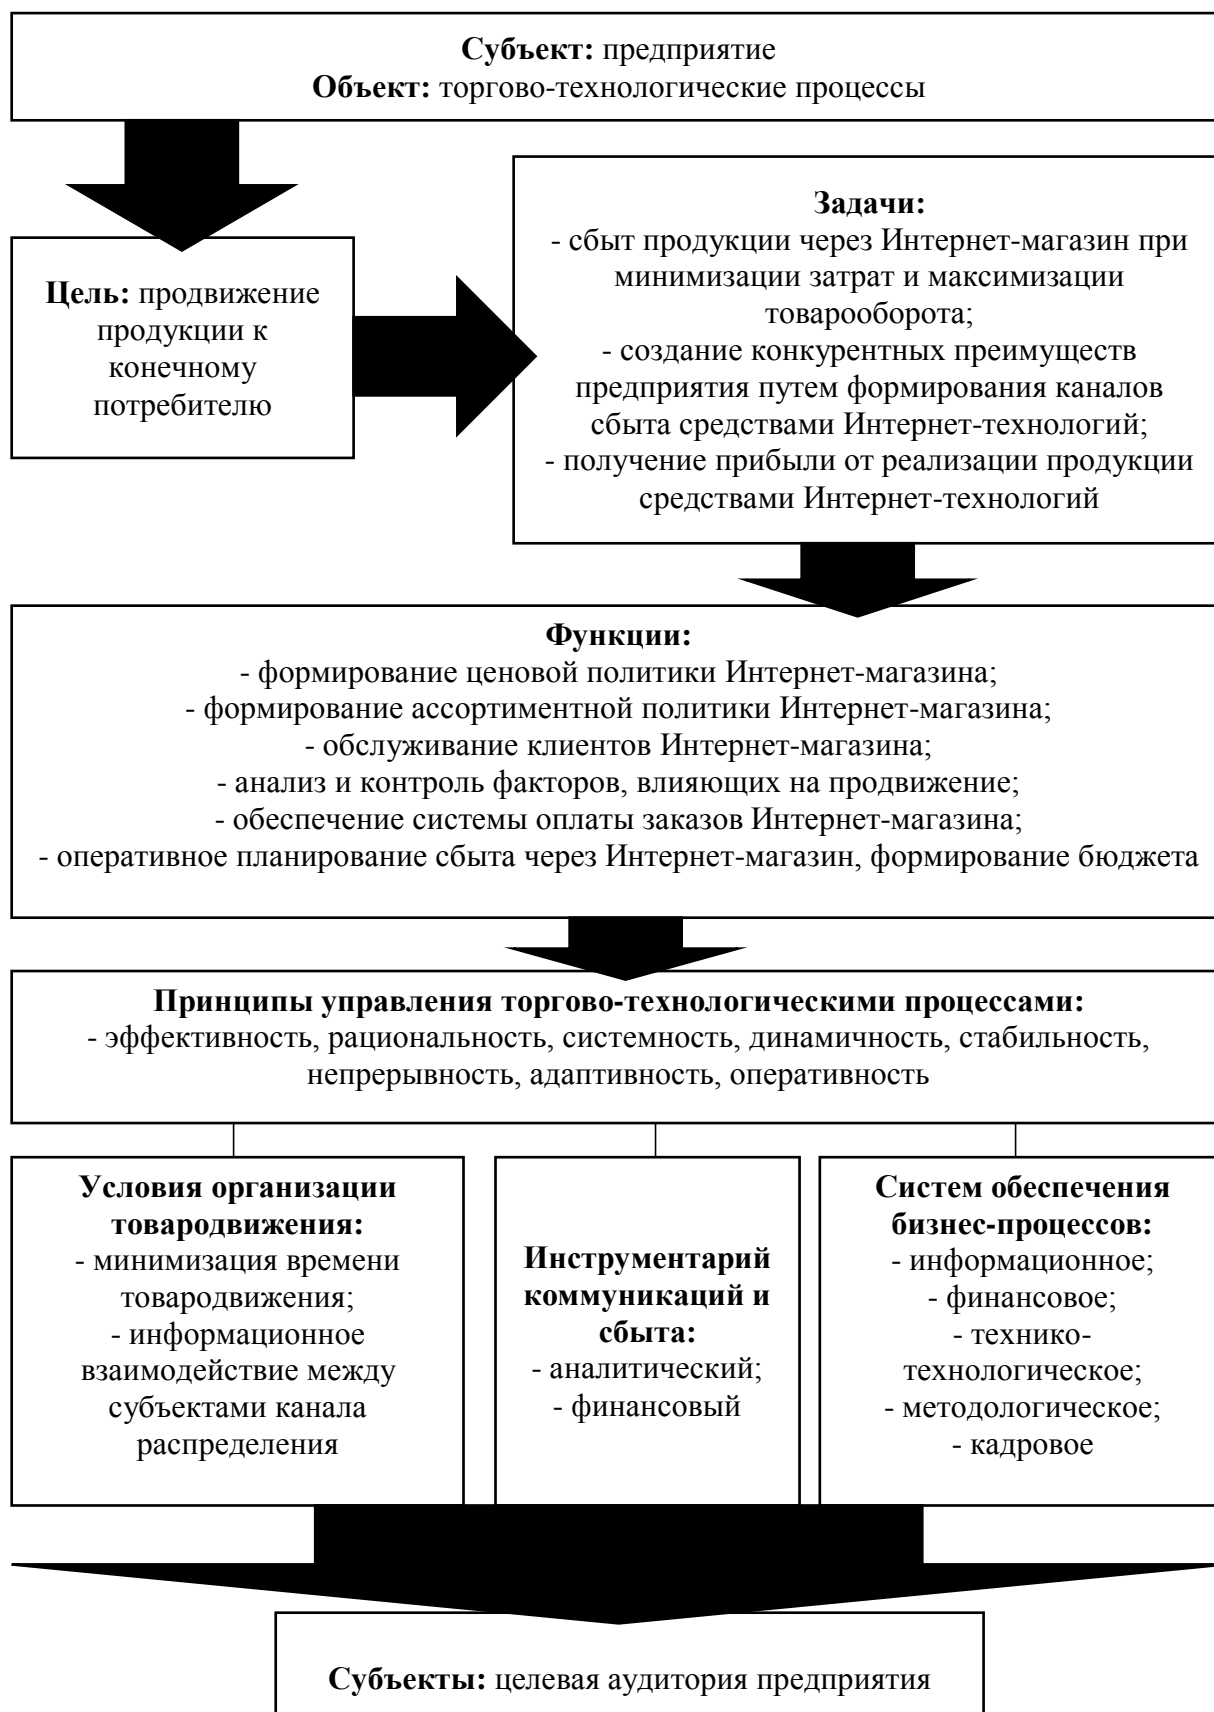 Субъект: предприятие
Объект: торгово-технологические процессы
Цель: продвижение
продукции к
конечному
потребителю
Задачи:
- сбыт продукции через Интернет-магазин при
минимизации затрат и максимизации
товарооборота;
- создание конкурентных преимуществ
предприятия путем формирования каналов
сбыта средствами Интернет-технологий;
- получение прибыли от реализации продукции
средствами Интернет-технологий
Функции:
- формирование ценовой политики Интернет-магазина;
- формирование ассортиментной политики Интернет-магазина;
- обслуживание клиентов Интернет-магазина;
- анализ и контроль факторов, влияющих на продвижение;
- обеспечение системы оплаты заказов Интернет-магазина;
- оперативное планирование сбыта через Интернет-магазин, формирование бюджета
Принципы управления торгово-технологическими процессами:
- эффективность, рациональность, системность, динамичность, стабильность,
непрерывность, адаптивность, оперативность
Условия организации
товародвижения:
- минимизация времени
товародвижения;
- информационное
взаимодействие между
субъектами канала
распределения
Инструментарий
коммуникаций и
сбыта:
- аналитический;
- финансовый
Систем обеспечения
бизнес-процессов:
- информационное;
- финансовое;
- технико-
технологическое;
- методологическое;
- кадровое
Субъекты: целевая аудитория предприятия